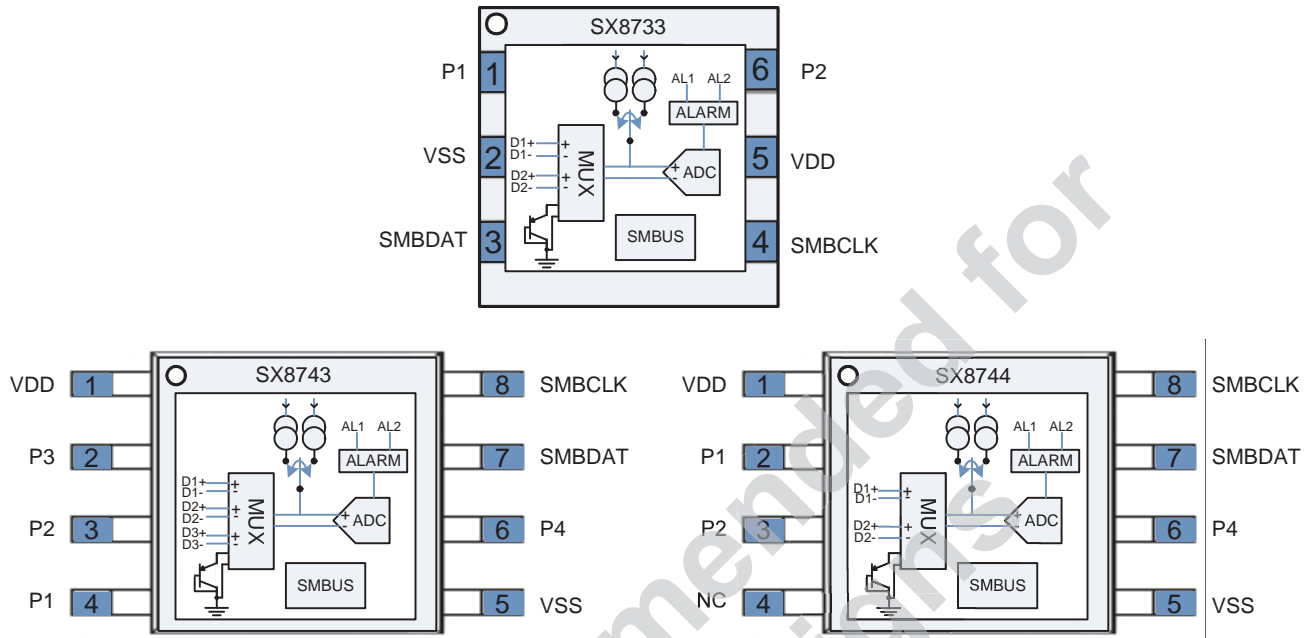 SX8733
P1
1
AL1
AL2
6
P2
ALARM
VSS
2
D1+
+
D1-
-
D2+
+
D2-
-
MUX
+
-
ADC
5
VDD
SMBDAT
3
SMBUS
4
SMBCLK
SX8743
VDD
1
8
SMBCLK
P3
2
AL1
AL2
ALARM
7
SMBDAT
D1+
+
D1-
-
D2+
+
D2-
-
D3+
+
D3-
-
MUX
P2
3
+
-
ADC
6
P4
P1
4
SMBUS
5
VSS
SX8744
VDD
1
8
SMBCLK
P1
2
AL1
AL2
ALARM
7
SMBDAT
D1+
+
D1-
-
D2+
+
D2-
-
MUX
P2
3
+
-
ADC
6
P4
NC
4
SMBUS
5
VSS
mended for